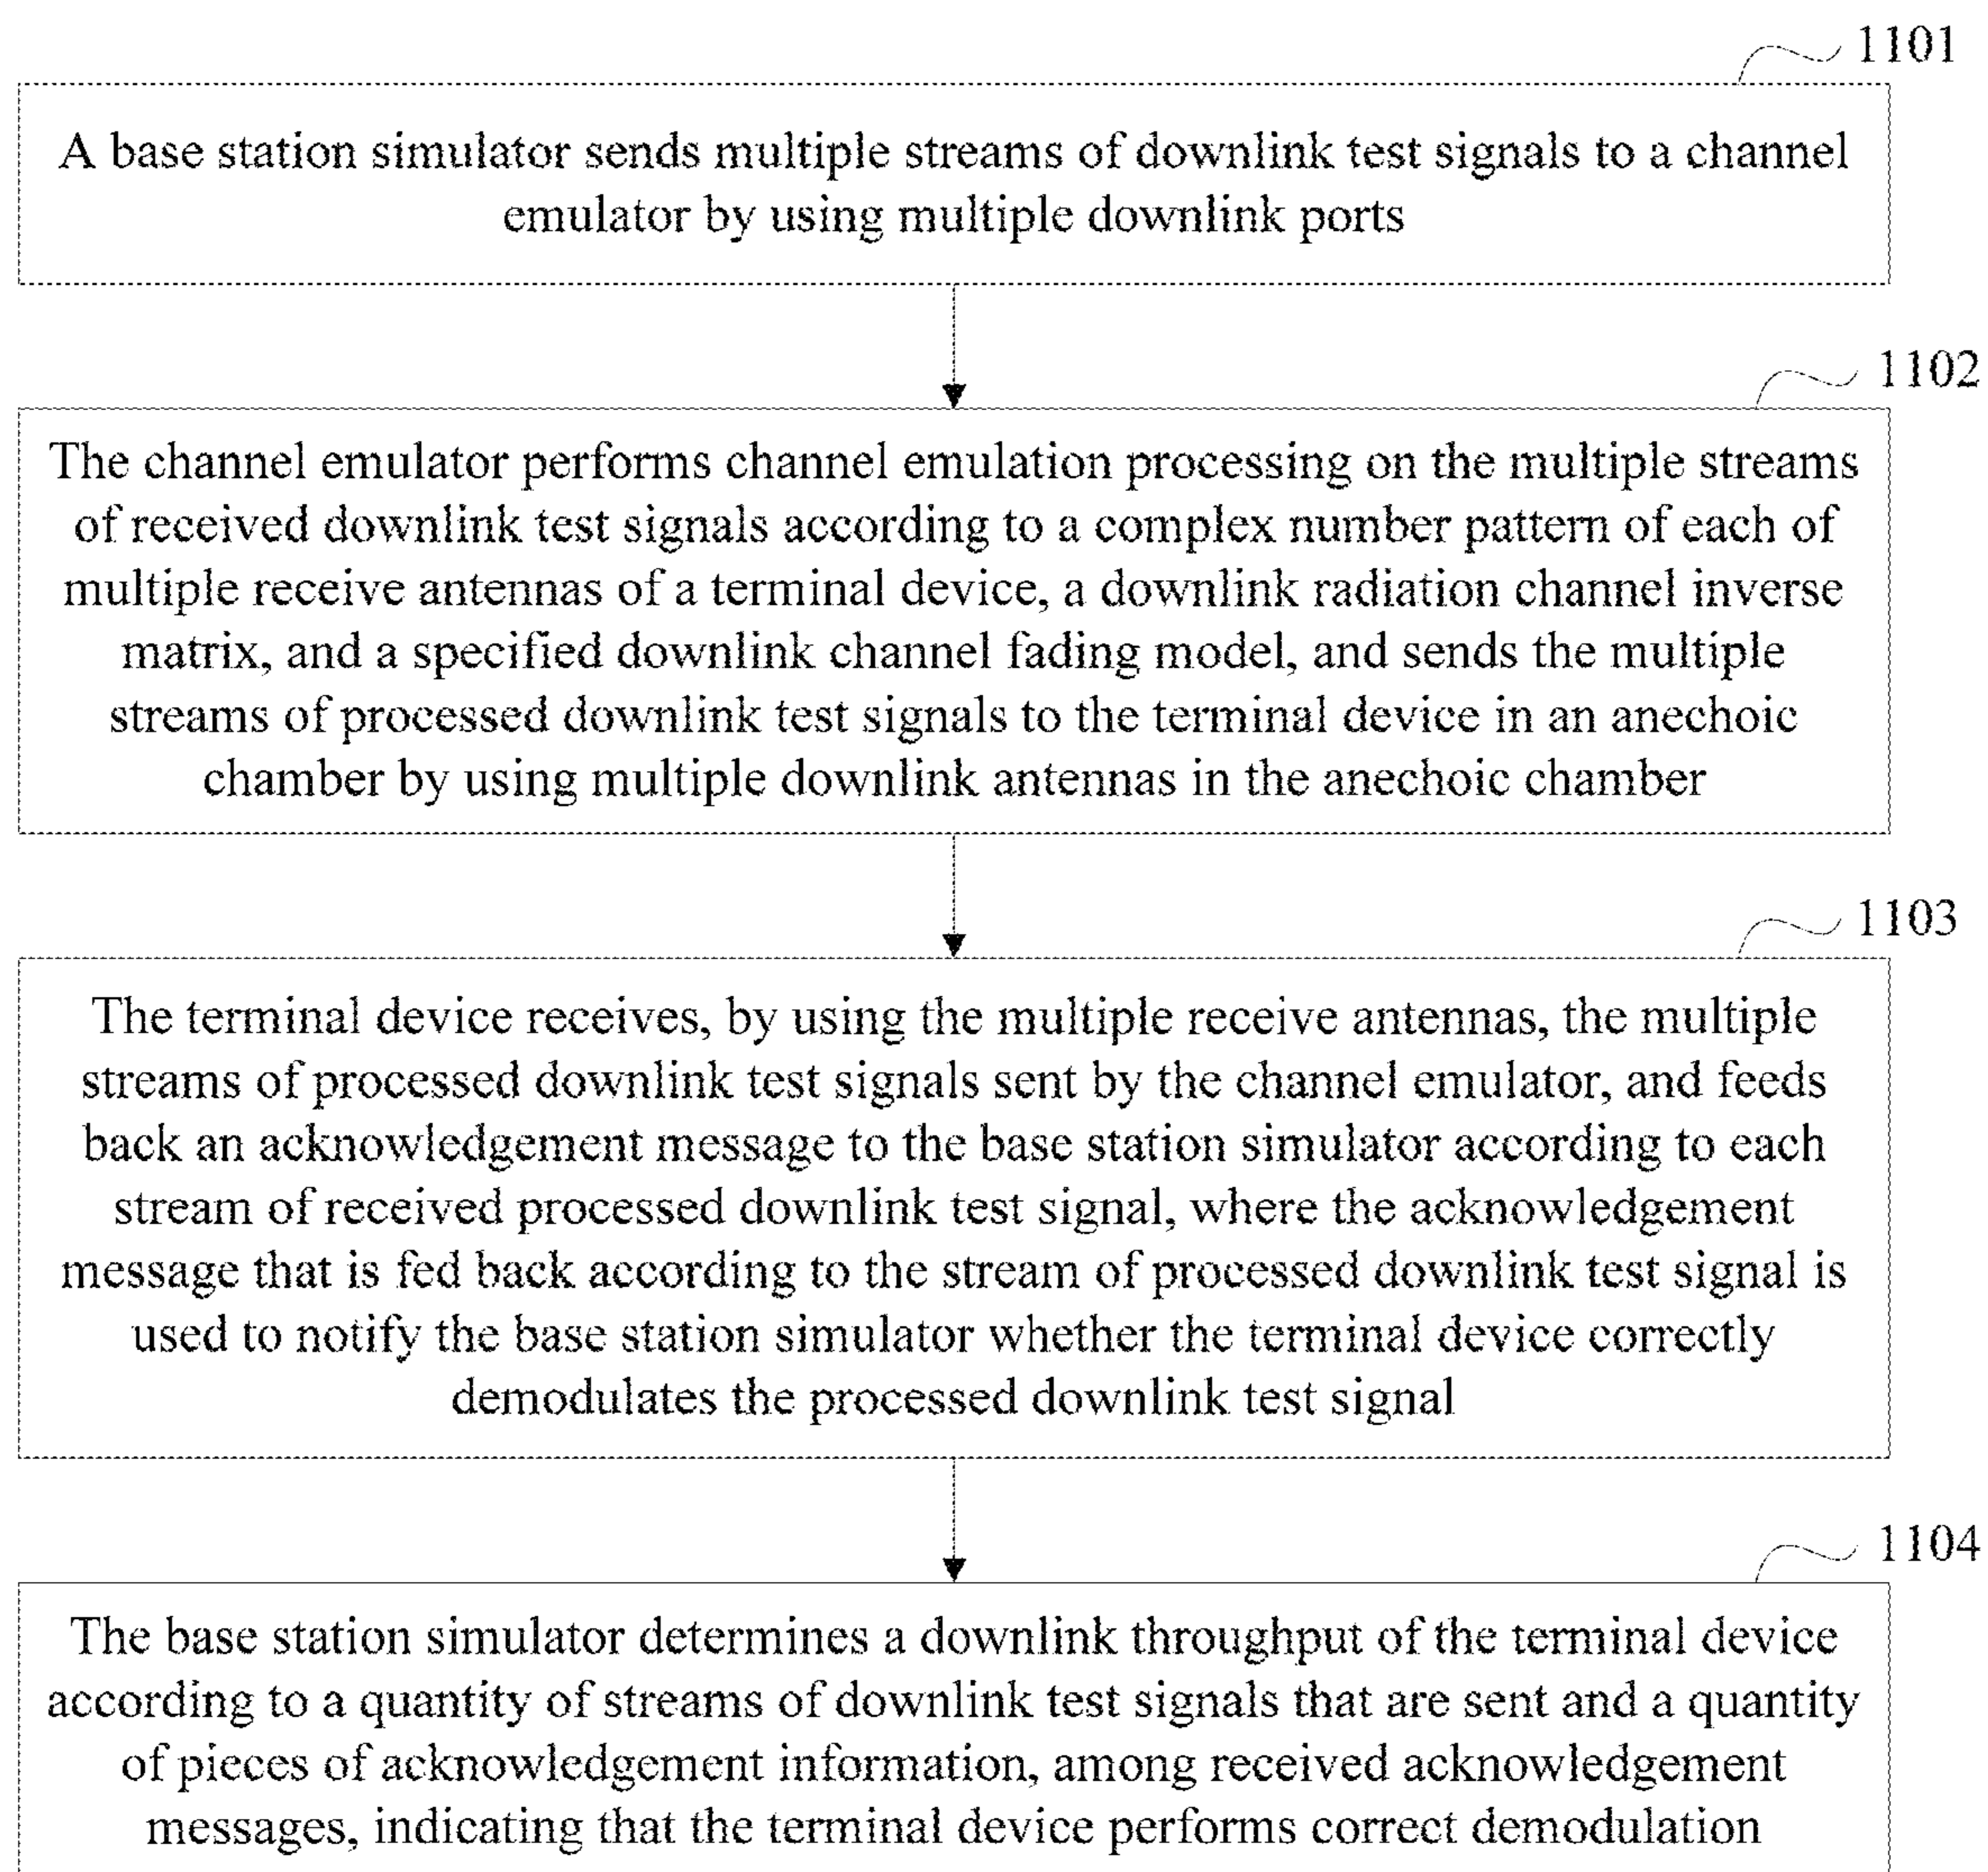 1101
A base station simulator sends multiple streams of downlink test signals to a channel
emulator by using multiple downlink ports
1102
The channel emulator performs channel emulation processing on the multiple streams
of received downlink test signals according to a complex number pattern of each of
multiple receive antennas of a terminal device, a downlink radiation channel inverse
matrix, and a specified downlink channel fading model, and sends the multiple
streams of processed downlink test signals to the terminal device in an anechoic
chamber by using multiple downlink antennas in the anechoic chamber
1103
The terminal device receives, by using the multiple receive antennas, the multiple
streams of processed downlink test signals sent by the channel emulator, and feeds
back an acknowledgement message to the base station simulator according to each
stream of received processed downlink test signal, where the acknowledgement
message that is fed back according to the stream of processed downlink test signal is
used to notify the base station simulator whether the terminal device correctly
demodulates the processed downlink test signal
1104
The base station simulator determines a downlink throughput of the terminal device
according to a quantity of streams of downlink test signals that are sent and a quantity
of pieces of acknowledgement information, among received acknowledgement
messages, indicating that the terminal device performs correct demodulation